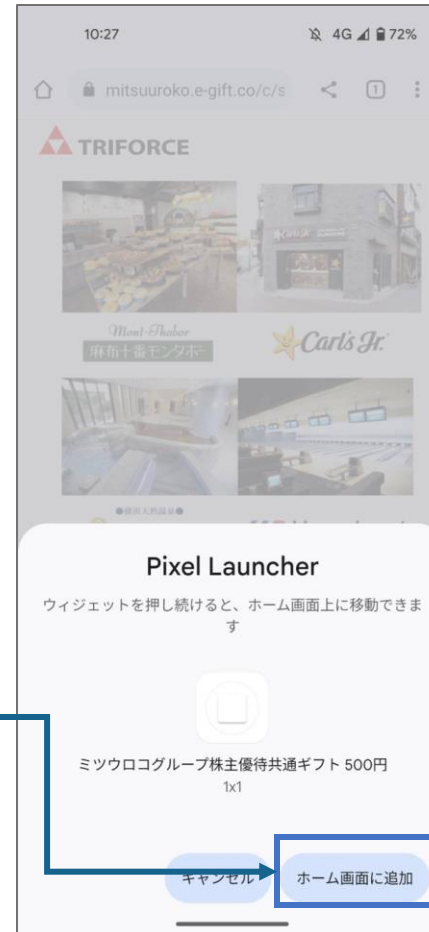 10:27
4G 72%
mitsuuroko.e-gift.co/c/s
1
TRIFORCE
Mont-Thabor
麻布十番モンタボー
Carl's Jr.
Pixel Launcher
ウィジェットを押し続けると、ホーム画面上に移動できま
す
ミツウロコグループ株主優待共通ギフト 500円
1x1
キャンセル
ホーム画面に追加